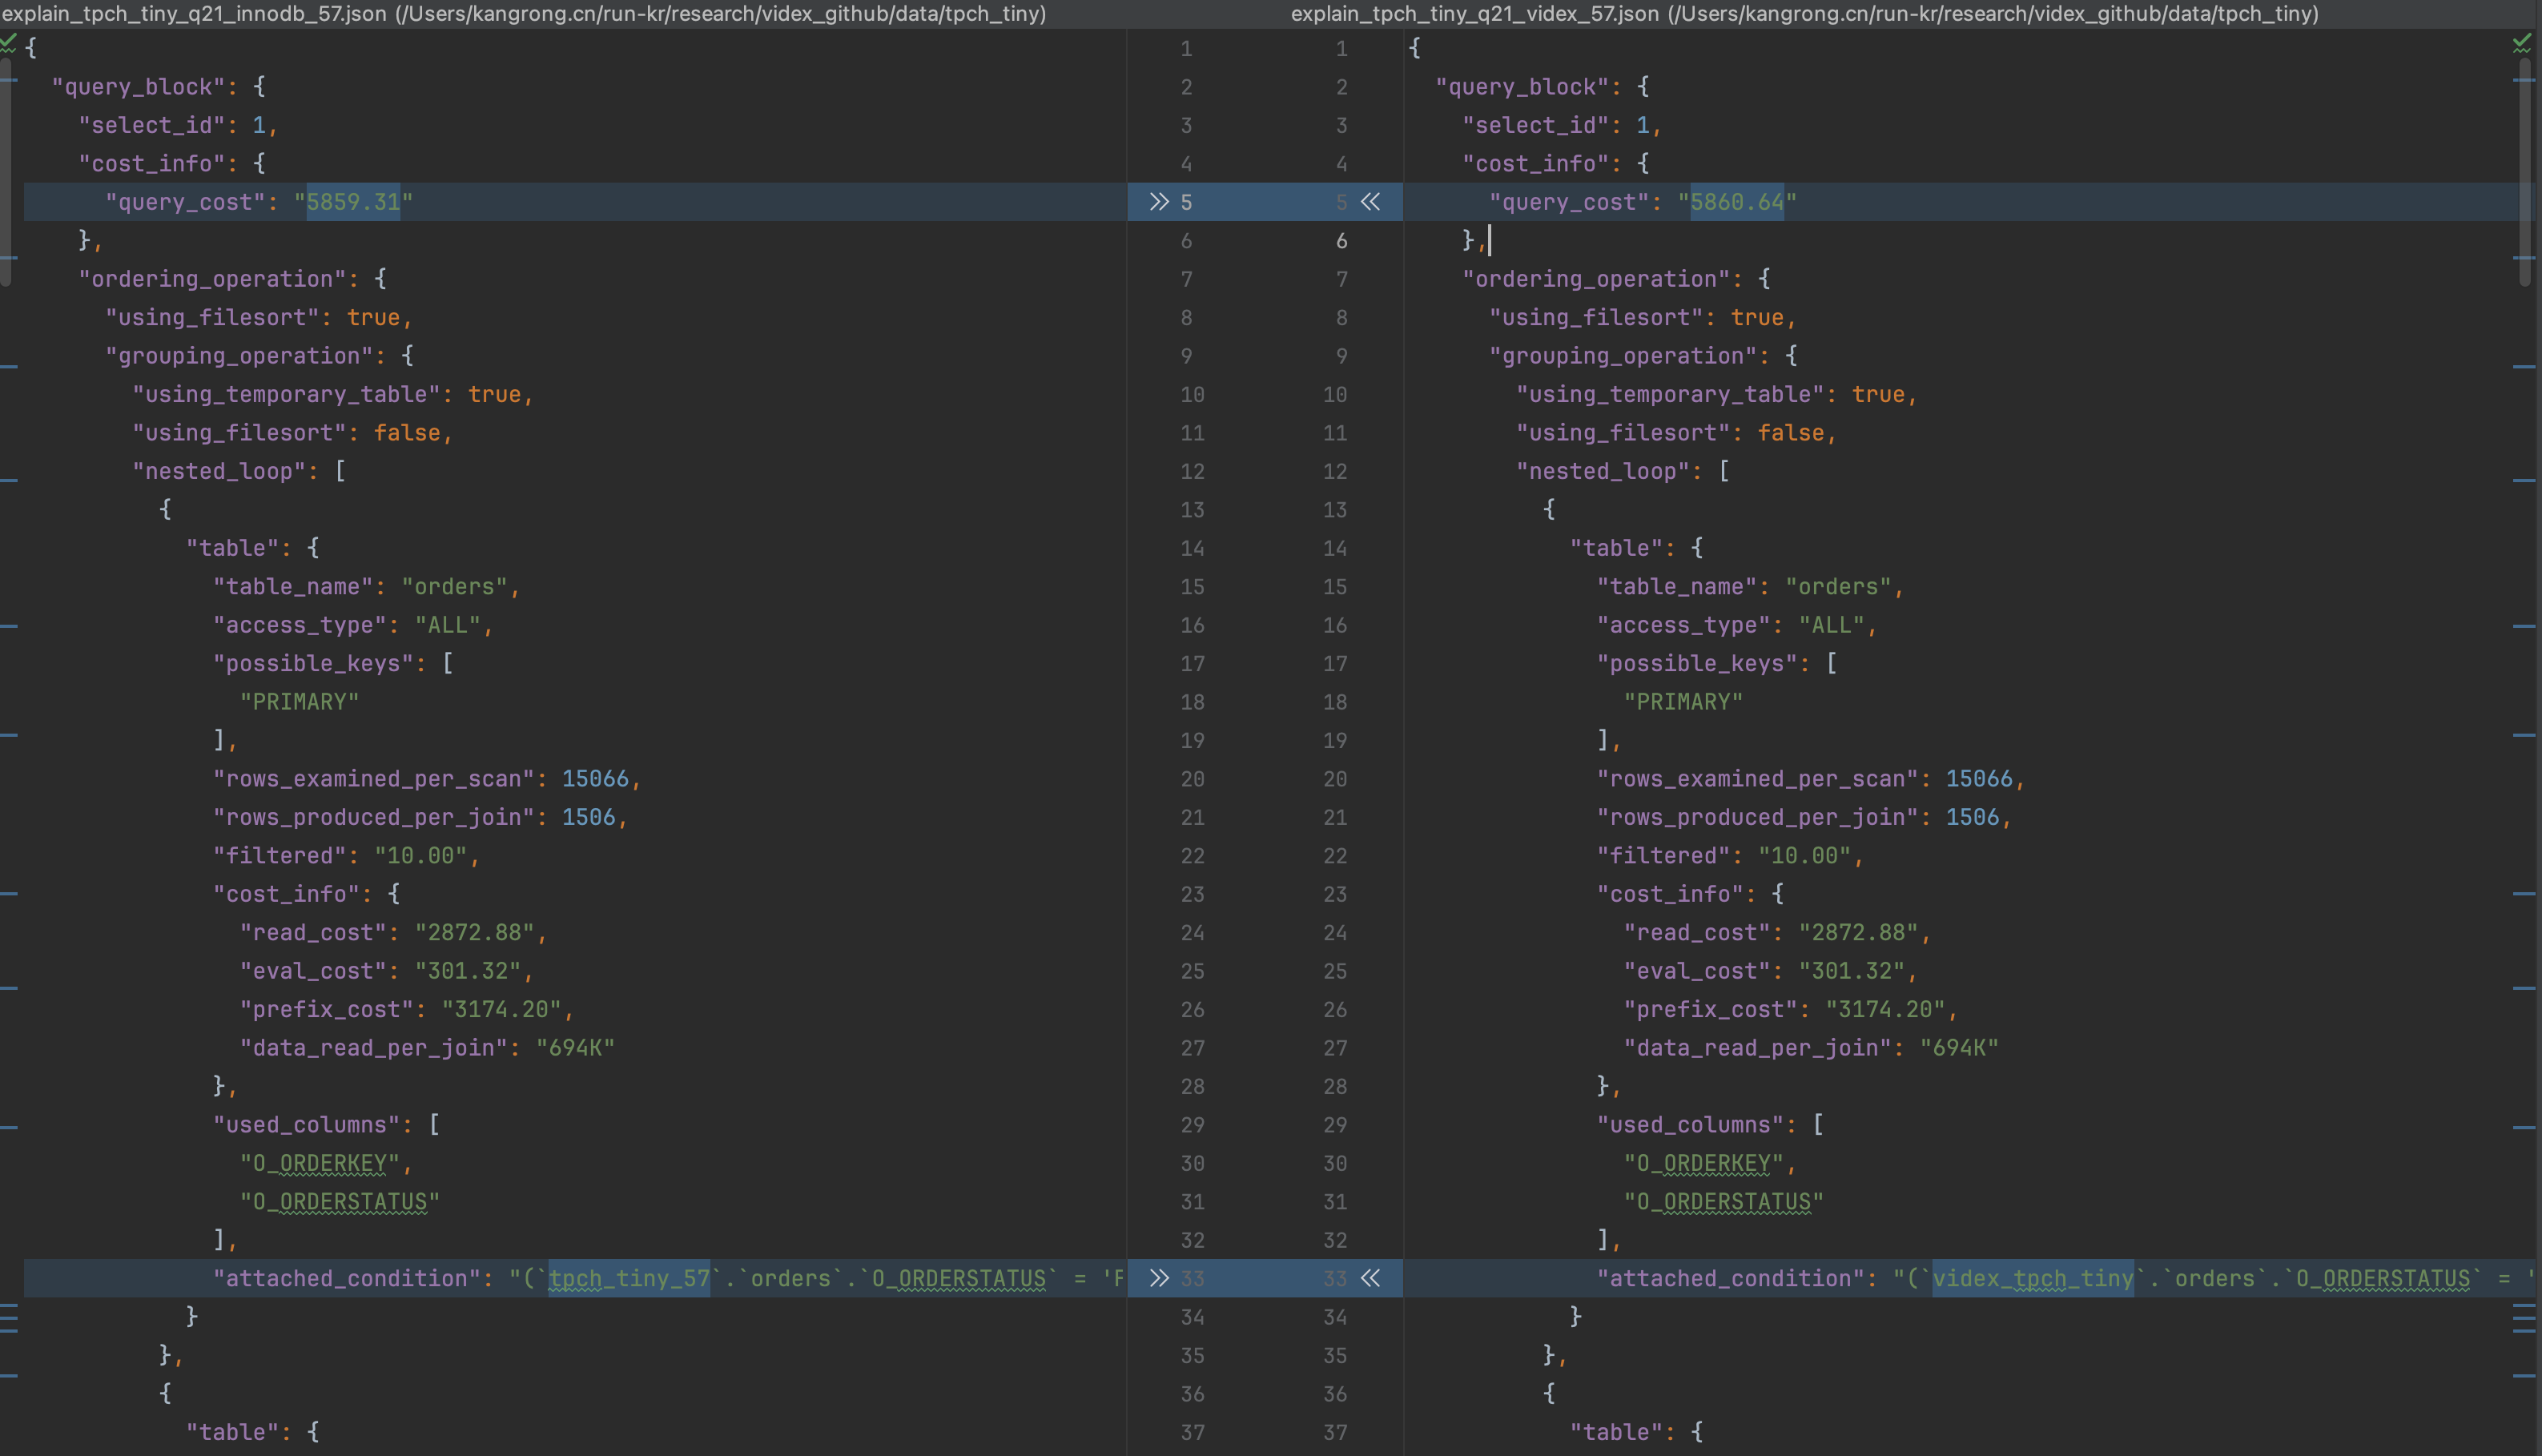 explain_tpch_tiny_q21_innodb_57.json (/Users/kangrong.cn/run-kr/research/videx_github/data/tpch_tiny)
{
"query_block": {
"select_id": 1,
"cost_info": {
"query_cost": "5859.31"
},
"ordering_operation": {
"using_filesort": true,
"grouping_operation": {
"using_temporary_table": true,
"using_filesort": false,
"nested_loop": [
{
"table": {
"table_name": "orders",
"access_type": "ALL",
"possible_keys": [
"PRIMARY"
],
"rows_examined_per_scan": 15066,
"rows_produced_per_join": 1506,
"filtered": "10.00",
"cost_info": {
"read_cost": "2872.88",
"eval_cost": "301.32",
"prefix_cost": "3174.20",
"data_read_per_join": "694K"
},
"used_columns": [
"O_ORDERKEY",
"O_ORDERSTATUS"
],
"attached_condition": "(`tpch_tiny_57`.`orders`.`O_ORDERSTATUS` = 'F
}
},
{
"table": {
1 1
2 2
3 3
4 4
>> 5 5 <<
6 6
7 7
8 8
9 9
10 10
11 11
12 12
13 13
14 14
15 15
16 16
17 17
18 18
19 19
20 20
21 21
22 22
23 23
24 24
25 25
26 26
27 27
28 28
29 29
30 30
31 31
32 32
>> 33 33 <<
34 34
35 35
36 36
37 37
explain_tpch_tiny_q21_videx_57.json (/Users/kangrong.cn/run-kr/research/videx_github/data/tpch_tiny)
{
"query_block": {
"select_id": 1,
"cost_info": {
"query_cost": "5860.64"
},
"ordering_operation": {
"using_filesort": true,
"grouping_operation": {
"using_temporary_table": true,
"using_filesort": false,
"nested_loop": [
{
"table": {
"table_name": "orders",
"access_type": "ALL",
"possible_keys": [
"PRIMARY"
],
"rows_examined_per_scan": 15066,
"rows_produced_per_join": 1506,
"filtered": "10.00",
"cost_info": {
"read_cost": "2872.88",
"eval_cost": "301.32",
"prefix_cost": "3174.20",
"data_read_per_join": "694K"
},
"used_columns": [
"O_ORDERKEY",
"O_ORDERSTATUS"
],
"attached_condition": "(`videx_tpch_tiny`.`orders`.`O_ORDERSTATUS` = '
}
},
{
"table": {